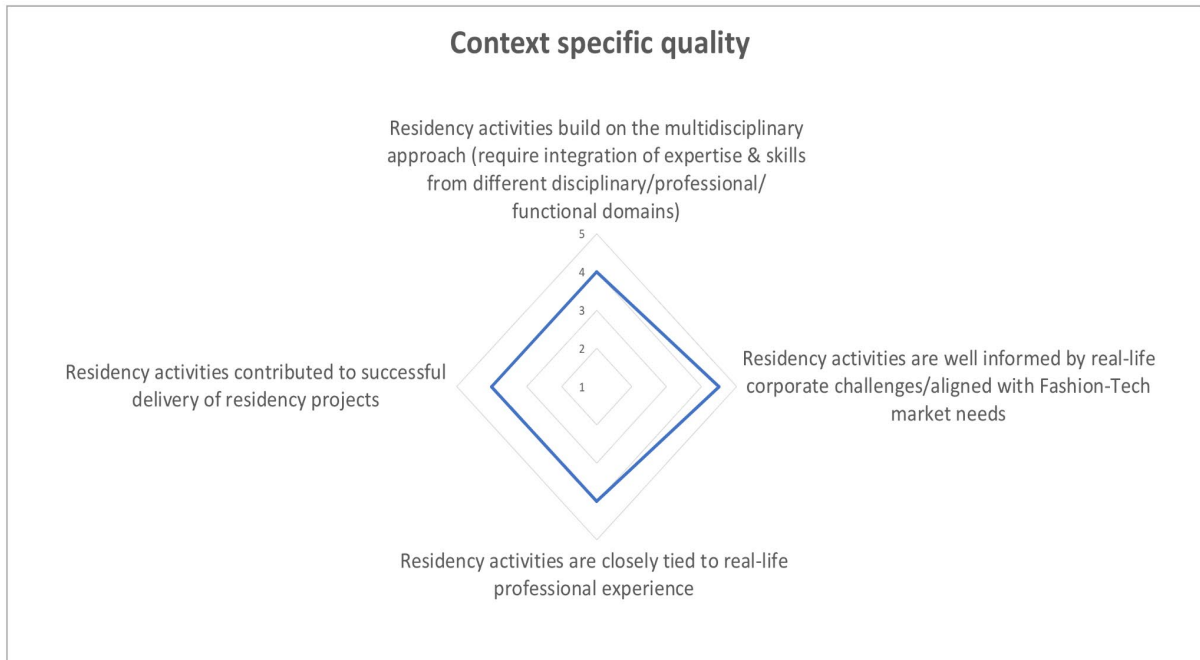 Context specific quality
Residency activities build on the multidisciplinary
approach (require integration of expertise & skills
from different disciplinary/professional/
functional domains)
5
4
3
2
1
Residency activities contributed to successful
delivery of residency projects
Residency activities are well informed by real-life
corporate challenges/aligned with Fashion-Tech
market needs
Residency activities are closely tied to real-life
professional experience